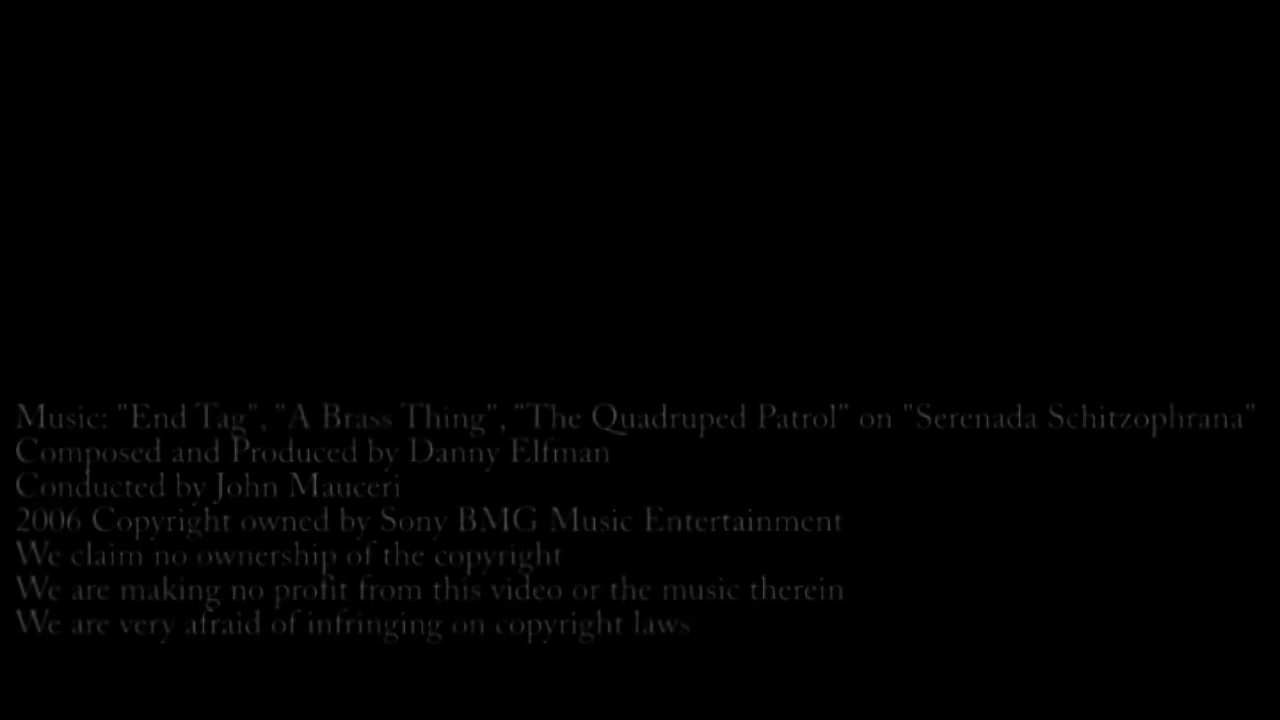 Music: "End Tag", "A Brass Thing", "The Quadruped Patrol" on "Serenada Schitzophrana"
Composed and Produced by Danny Elfman
Conducted by John Mauceri
2006 Copyright owned by Sony BMG Music Entertainment
We claim no ownership of the copyright
We are making no profit from this video or the music therein
We are very afraid of infringing on copyright laws